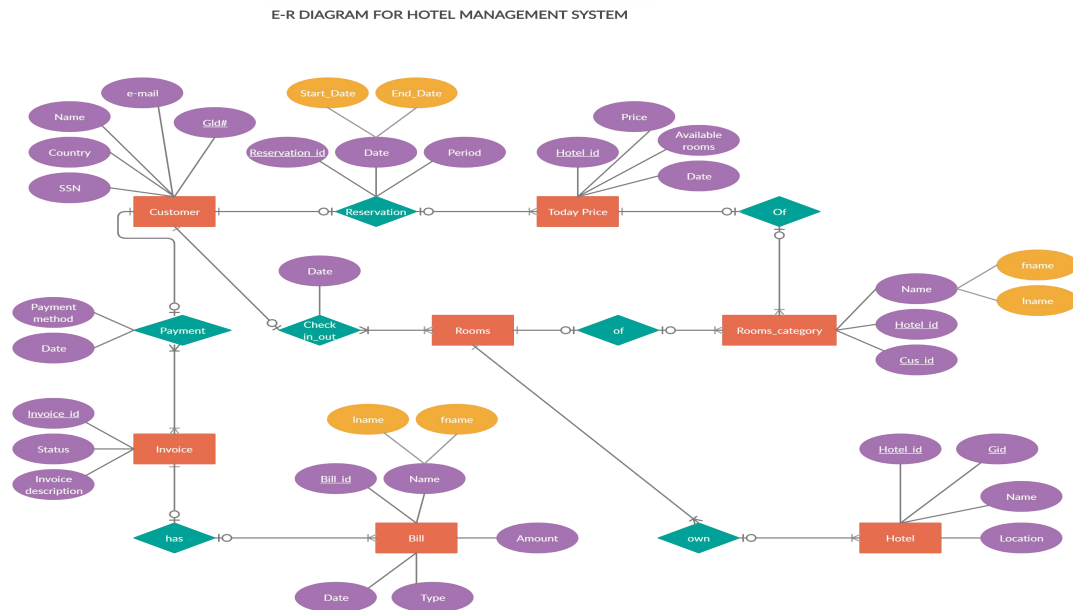 E-R DIAGRAM FOR HOTEL MANAGEMENT SYSTEM
e-mail
Name
GId#
Country
SSN
Customer
Start_Date
End_Date
Reservation_id
Date
Period
Reservation
Price
Available
rooms
Hotel_id
Date
Today Price
Of
Payment
method
Date
Payment
Date
Check
in_out
Rooms
of
Rooms_category
Name
fname
lname
Hotel_id
Cus_id
Invoice_id
Status
Invoice
description
Invoice
has
lname
fname
Bill_id
Name
Bill
Amount
Date
Type
own
Hotel_id
Gid
Name
Location
Hotel